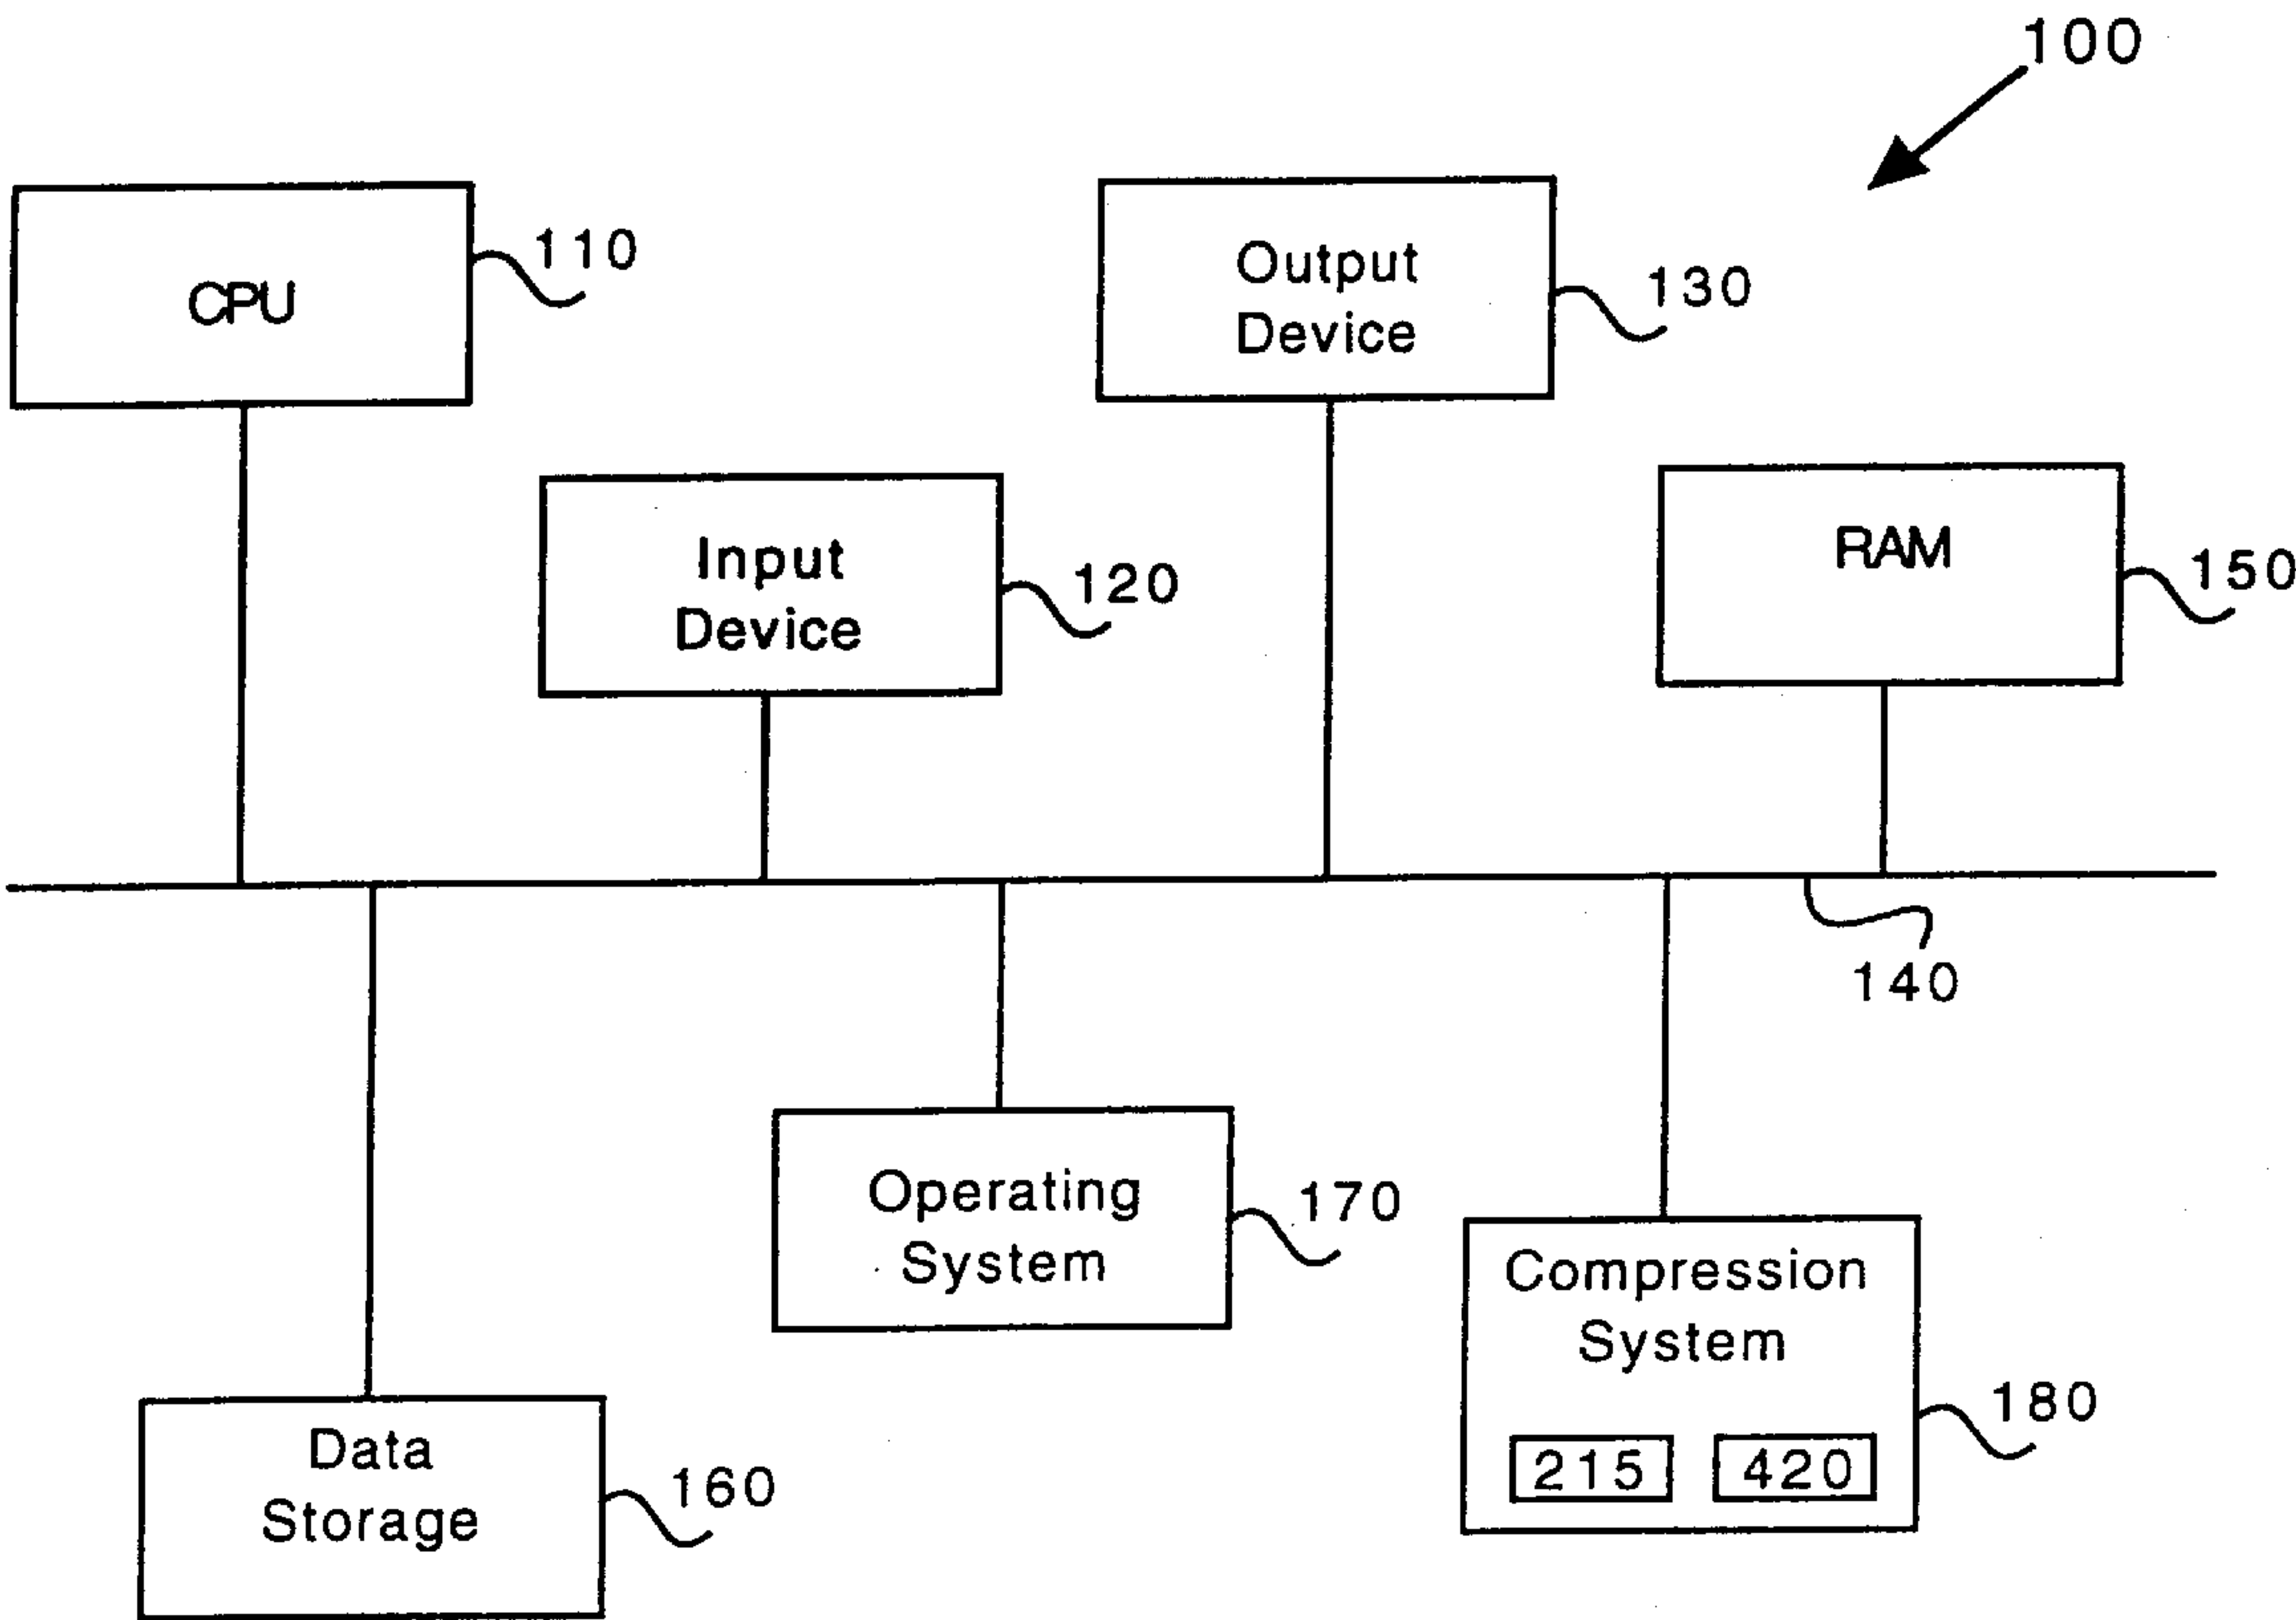 100
CPU
110
Output
Device
130
Input
Device
120
RAM
150
140
Operating
System
170
Compression
System
180
215
420
Data
Storage
160